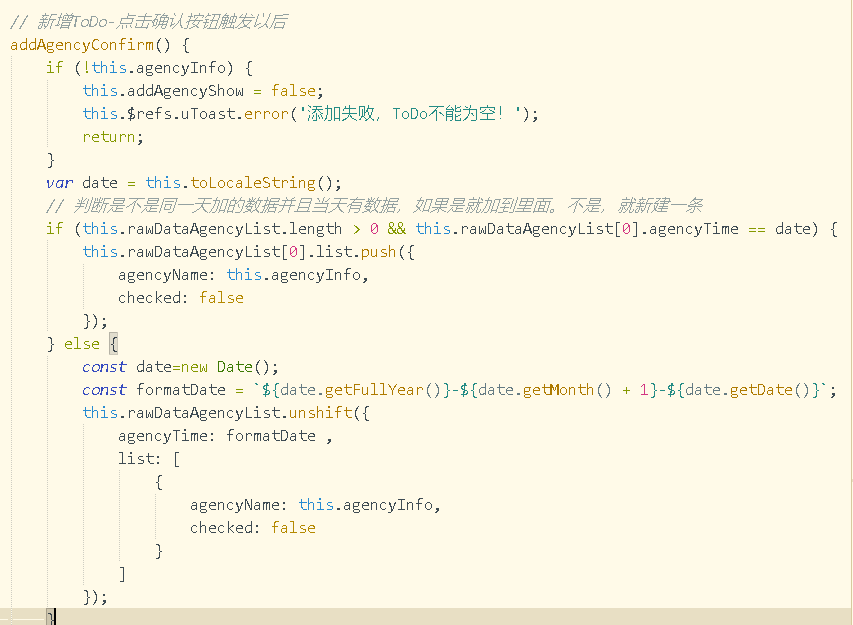 // 新增ToDo-点击确认按钮触发以后
addAgencyConfirm() {
if (!this.agencyInfo) {
this.addAgencyShow = false;
this.$refs.uToast.error('添加失败，ToDo不能为空！');
return;
}
var date = this.toLocaleString();
// 判断是不是同一天加的数据并且当天有数据，如果是就加到里面。不是，就新建一条
if (this.rawDataAgencyList.length > 0 && this.rawDataAgencyList[0].agencyTime == date) {
this.rawDataAgencyList[0].list.push({
agencyName: this.agencyInfo,
checked: false
});
} else {
const date=new Date();
const formatDate = `${date.getFullYear()}-${date.getMonth() + 1}-${date.getDate()}`;
this.rawDataAgencyList.unshift({
agencyTime: formatDate ,
list: [
{
agencyName: this.agencyInfo,
checked: false
}
]
});
}